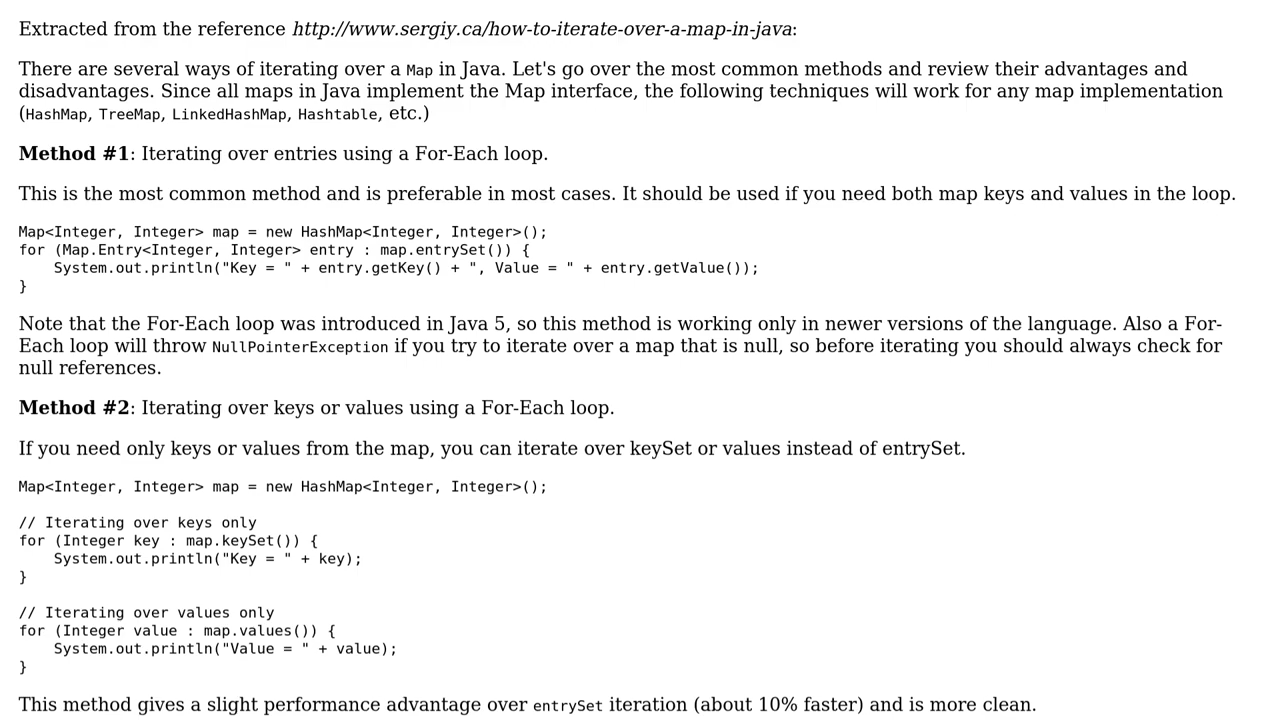 Extracted from the reference http://www.sergiy.ca/how-to-iterate-over-a-map-in-java:
There are several ways of iterating over a Map in Java. Let's go over the most common methods and review their advantages and
disadvantages. Since all maps in Java implement the Map interface, the following techniques will work for any map implementation
(HashMap, TreeMap, LinkedHashMap, Hashtable, etc.)
Method #1: Iterating over entries using a For-Each loop.
This is the most common method and is preferable in most cases. It should be used if you need both map keys and values in the loop.
Map<Integer, Integer> map = new HashMap<Integer, Integer>();
for (Map.Entry<Integer, Integer> entry : map.entrySet()) {
    System.out.println("Key = " + entry.getKey() + ", Value = " + entry.getValue());
}
Note that the For-Each loop was introduced in Java 5, so this method is working only in newer versions of the language. Also a For-
Each loop will throw NullPointerException if you try to iterate over a map that is null, so before iterating you should always check for
null references.
Method #2: Iterating over keys or values using a For-Each loop.
If you need only keys or values from the map, you can iterate over keySet or values instead of entrySet.
Map<Integer, Integer> map = new HashMap<Integer, Integer>();
// Iterating over keys only
for (Integer key : map.keySet()) {
    System.out.println("Key = " + key);
}
// Iterating over values only
for (Integer value : map.values()) {
    System.out.println("Value = " + value);
}
This method gives a slight performance advantage over entrySet iteration (about 10% faster) and is more clean.